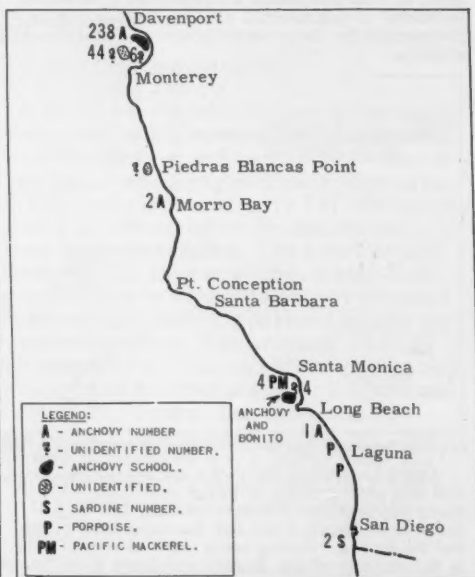 Davenport
238 A
44 ? 6?
Monterey
? Piedras Blancas Point
2 A Morro Bay
Pt. Conception
Santa Barbara
Santa Monica
4 PM ? 4
ANCHOVY
AND
BONITO
Long Beach
1 A
P
Laguna
P
San Diego
2 S
LEGEND:
A - ANCHOVY NUMBER
? - UNIDENTIFIED NUMBER.
- ANCHOVY SCHOOL.
- UNIDENTIFIED.
S - SARDINE NUMBER.
P - PORPOISE.
PM - PACIFIC MACKEREL.